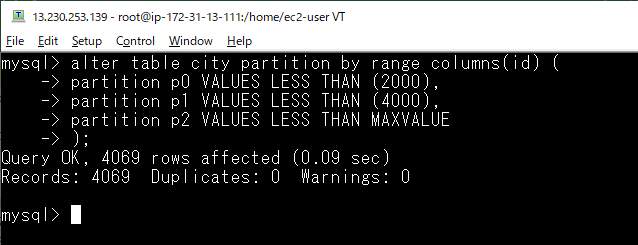 13.230.253.139 - root@ip-172-31-13-111:/home/ec2-user VT
File Edit Setup Control Window Help
mysql> alter table city partition by range columns(id) (
-> partition p0 VALUES LESS THAN (2000),
-> partition p1 VALUES LESS THAN (4000),
-> partition p2 VALUES LESS THAN MAXVALUE
-> );
Query OK, 4069 rows affected (0.09 sec)
Records: 4069  Duplicates: 0  Warnings: 0
mysql>